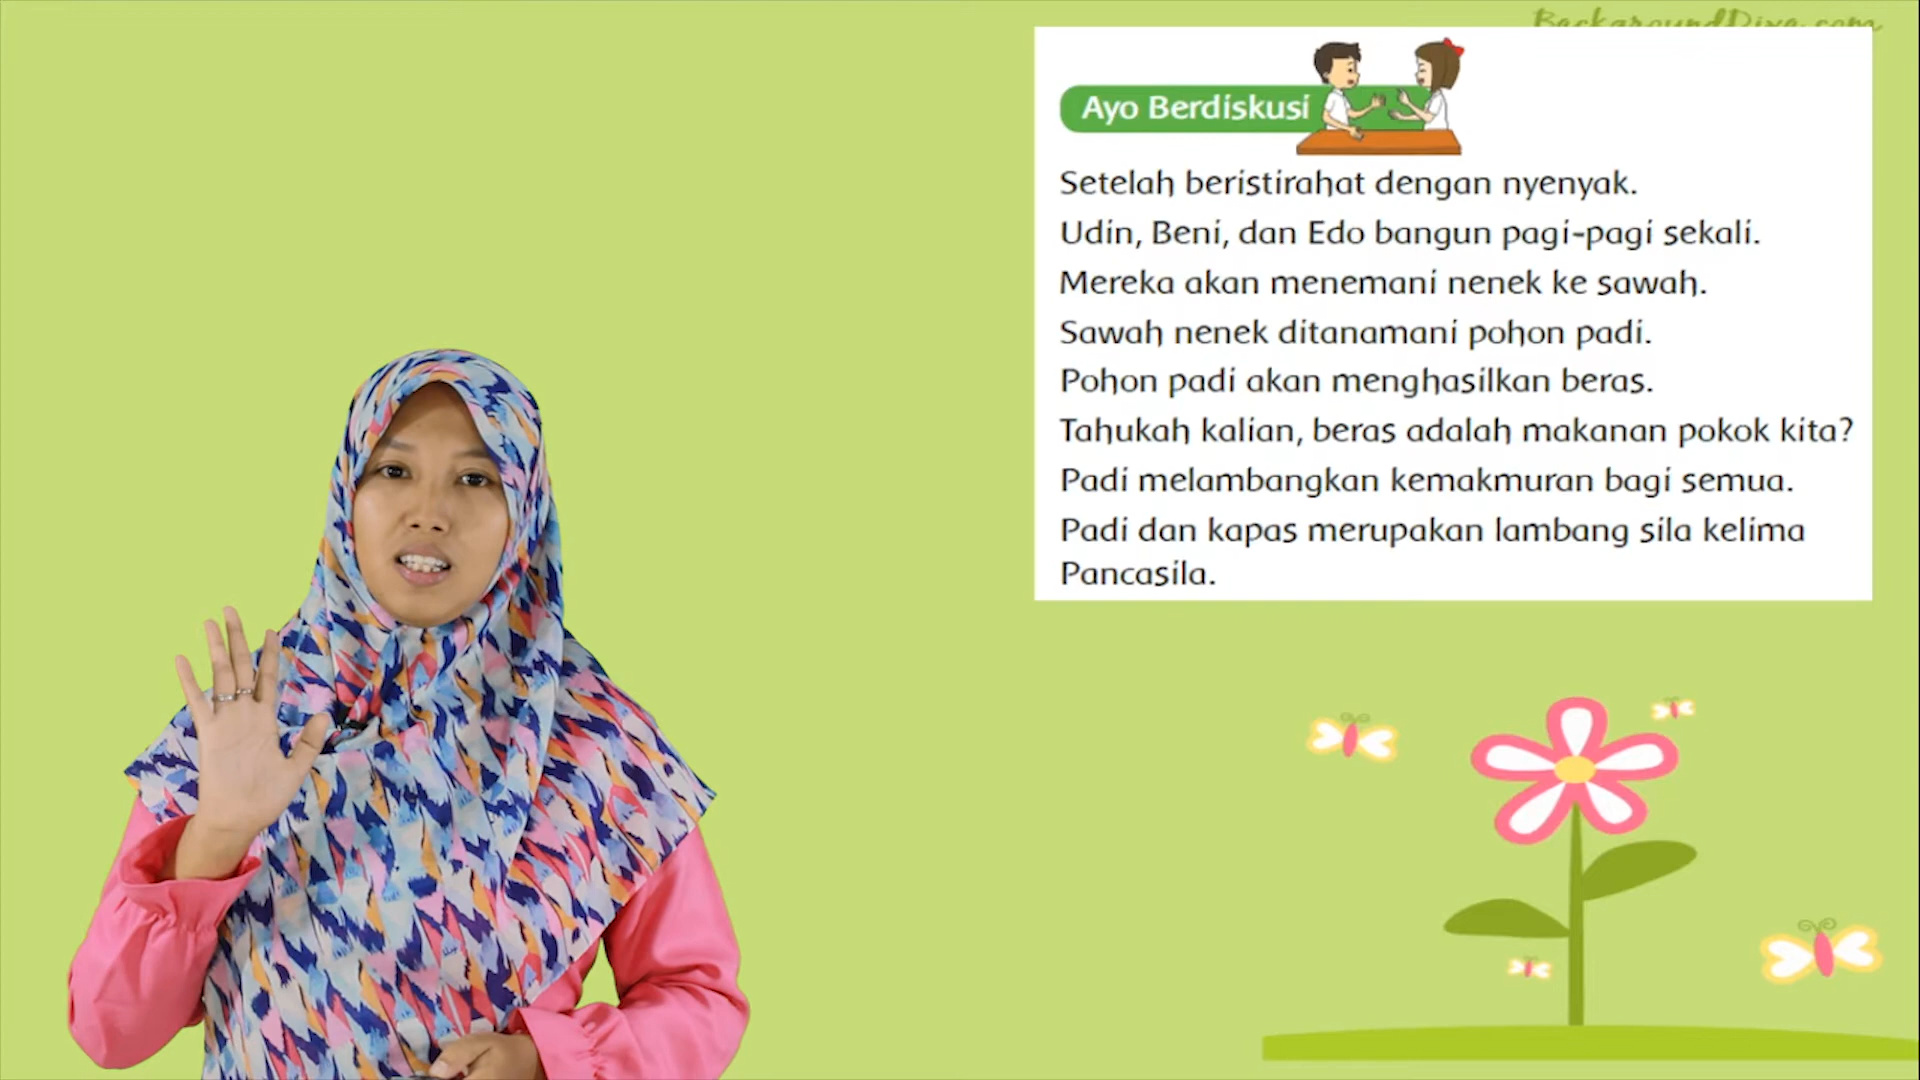 BackgroundDixa.com
Ayo Berdiskusi
Setelah beristirahat dengan nyenyak.
Udin, Beni, dan Edo bangun pagi-pagi sekali.
Mereka akan menemani nenek ke sawah.
Sawah nenek ditanamani pohon padi.
Pohon padi akan menghasilkan beras.
Tahukah kalian, beras adalah makanan pokok kita?
Padi melambangkan kemakmuran bagi semua.
Padi dan kapas merupakan lambang sila kelima
Pancasila.